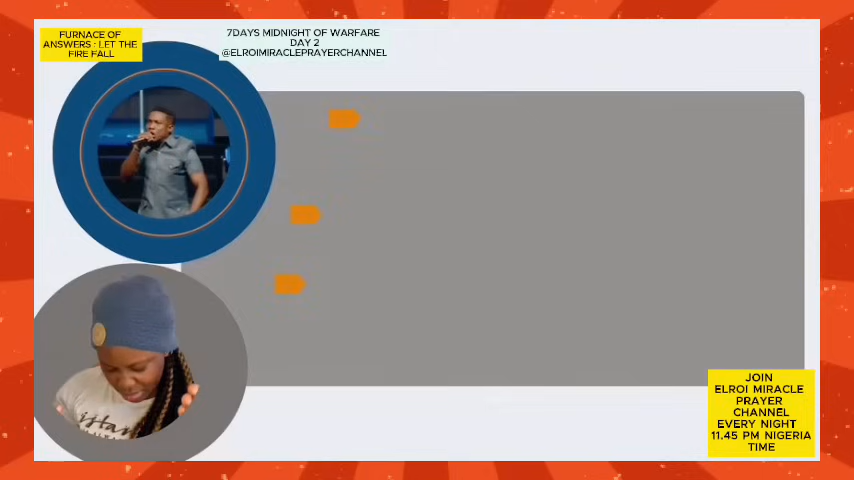 FURNACE OF
ANSWERS : LET THE
FIRE FALL
7DAYS MIDNIGHT OF WARFARE
DAY 2
@ELROIMIRACLEPRAYERCHANNEL
JOIN
ELROI MIRACLE
PRAYER
CHANNEL
EVERY NIGHT
11.45 PM NIGERIA
TIME